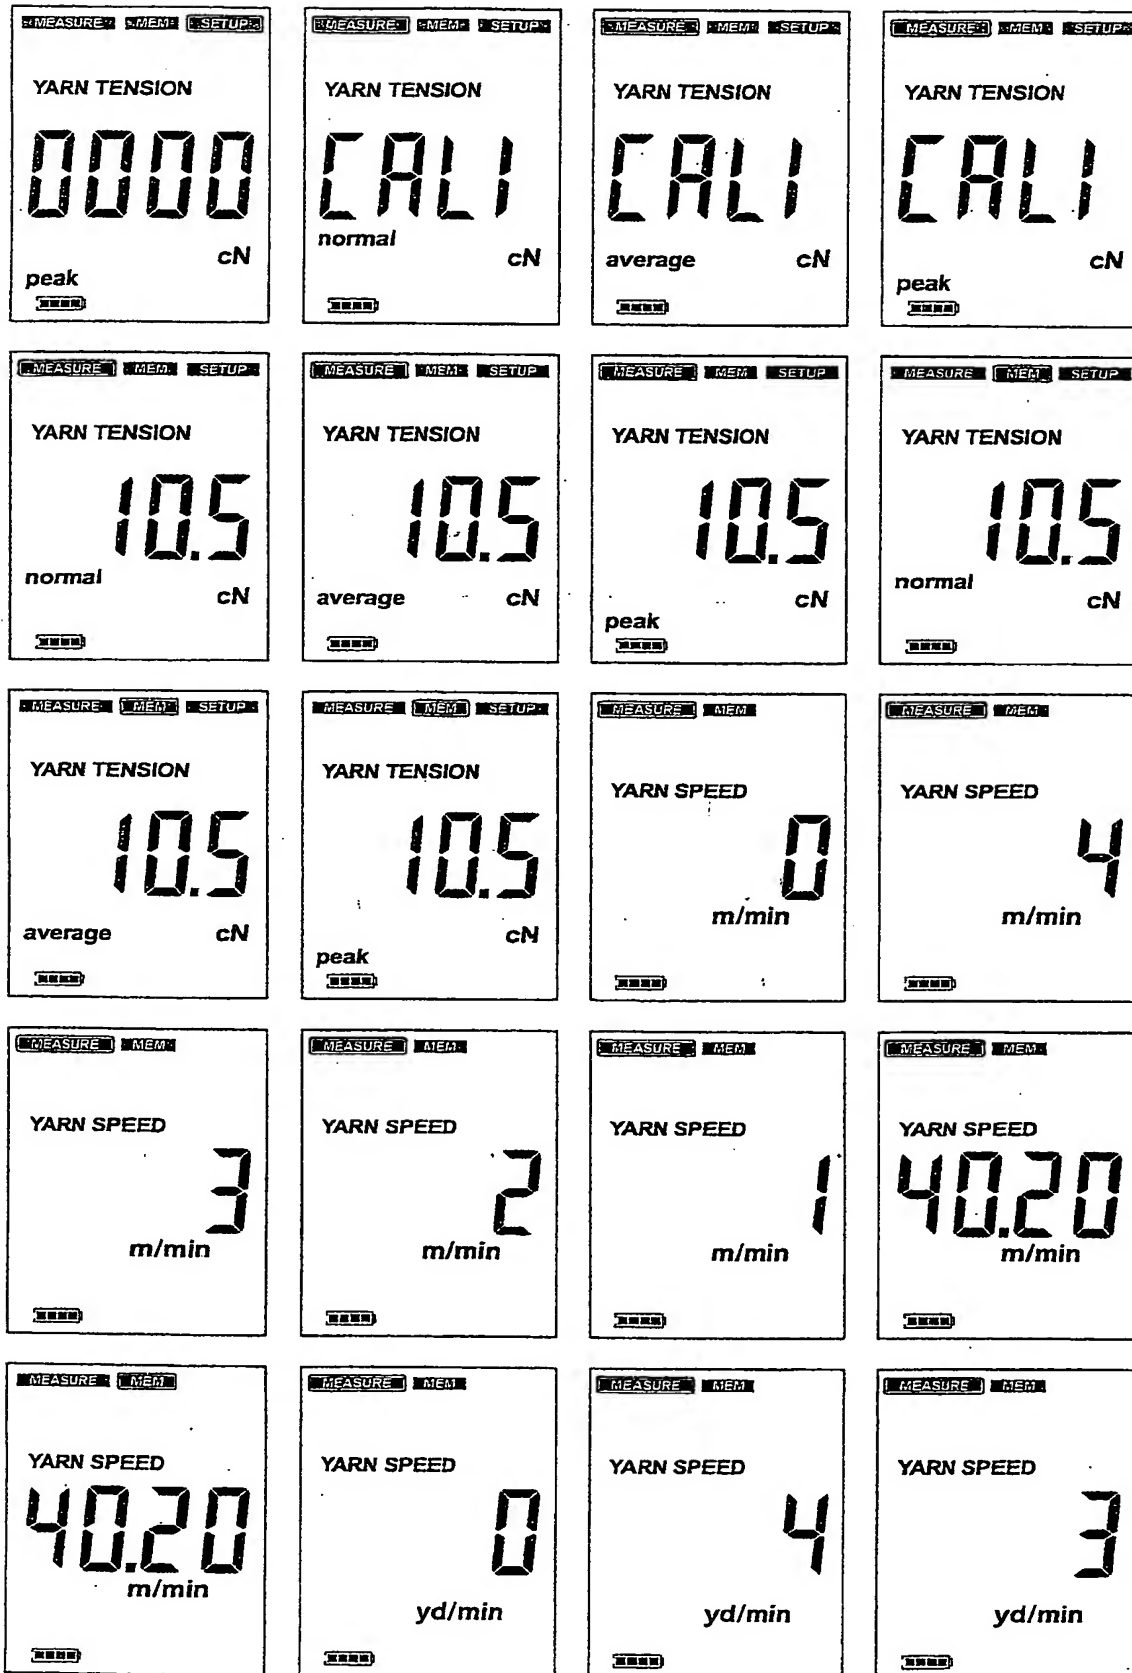 MEASURE MEM SETUP
YARN TENSION
0000
cN
peak
MEASURE MEM SETUP
YARN TENSION
CAL1
normal
cN
MEASURE MEM SETUP
YARN TENSION
CAL1
average cN
MEASURE MEM SETUP
YARN TENSION
CAL1
cN
peak
MEASURE MEM SETUP
YARN TENSION
10.5
normal
cN
MEASURE MEM SETUP
YARN TENSION
10.5
average cN
MEASURE MEM SETUP
YARN TENSION
10.5
cN
peak
MEASURE MEM SETUP
YARN TENSION
10.5
normal
cN
MEASURE MEM SETUP
YARN TENSION
10.5
average cN
MEASURE MEM SETUP
YARN TENSION
10.5
cN
peak
MEASURE MEM
YARN SPEED
0
m/min
MEASURE MEM
YARN SPEED
4
m/min
MEASURE MEM
YARN SPEED
3
m/min
MEASURE MEM
YARN SPEED
2
m/min
MEASURE MEM
YARN SPEED
1
m/min
MEASURE MEM
YARN SPEED
40.20
m/min
MEASURE MEM
YARN SPEED
40.20
m/min
MEASURE MEM
YARN SPEED
0
yd/min
MEASURE MEM
YARN SPEED
4
yd/min
MEASURE MEM
YARN SPEED
3
yd/min